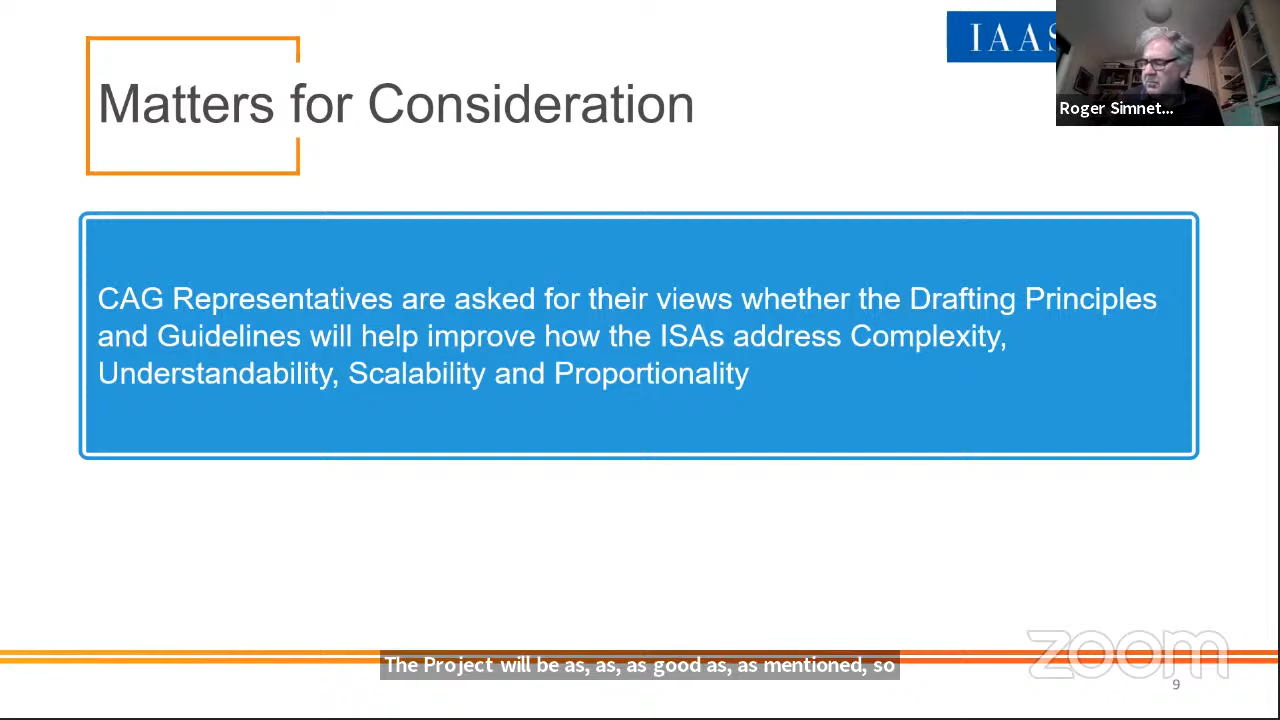 IAAS
Matters for Consideration
Roger Simnet...
CAG Representatives are asked for their views whether the Drafting Principles
and Guidelines will help improve how the ISAs address Complexity,
Understandability, Scalability and Proportionality
zoom
The Project will be as, as, as good as, as mentioned, so
9